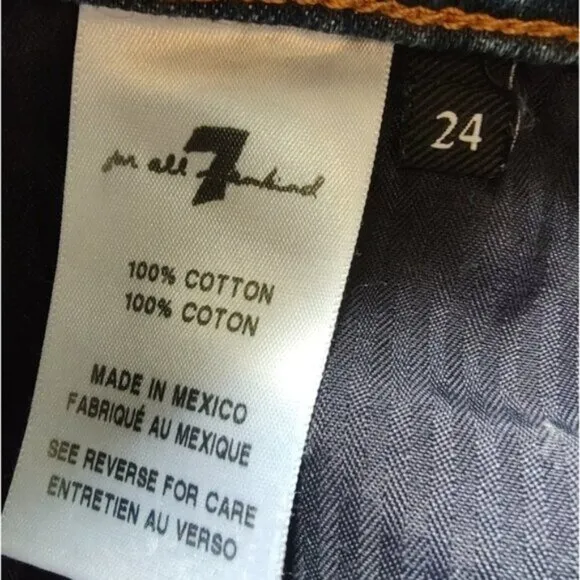 7
for all mankind
24
100% COTTON
100% COTON
MADE IN MEXICO
FABRIQUÉ AU MEXIQUE
SEE REVERSE FOR CARE
ENTRETIEN AU VERSO